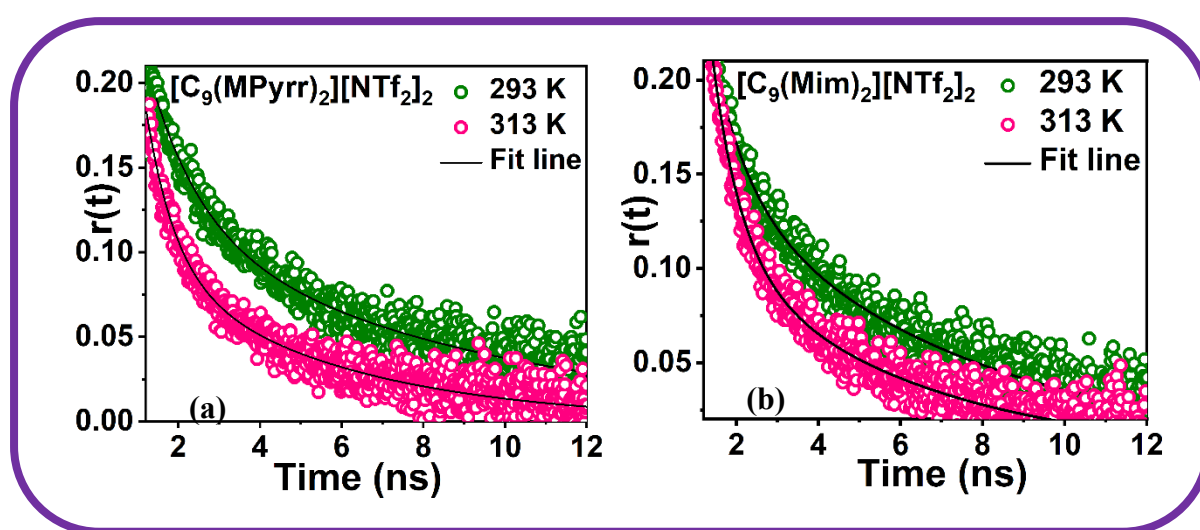 [C₉(MPyrr)₂][NTf₂]₂
293 K
313 K
Fit line
r(t)
0.20
0.15
0.10
0.05
0.00
(a)
2 4 6 8 10 12
Time (ns)
[C₉(Mim)₂][NTf₂]₂
293 K
313 K
Fit line
r(t)
0.20
0.15
0.10
0.05
(b)
2 4 6 8 10 12
Time (ns)